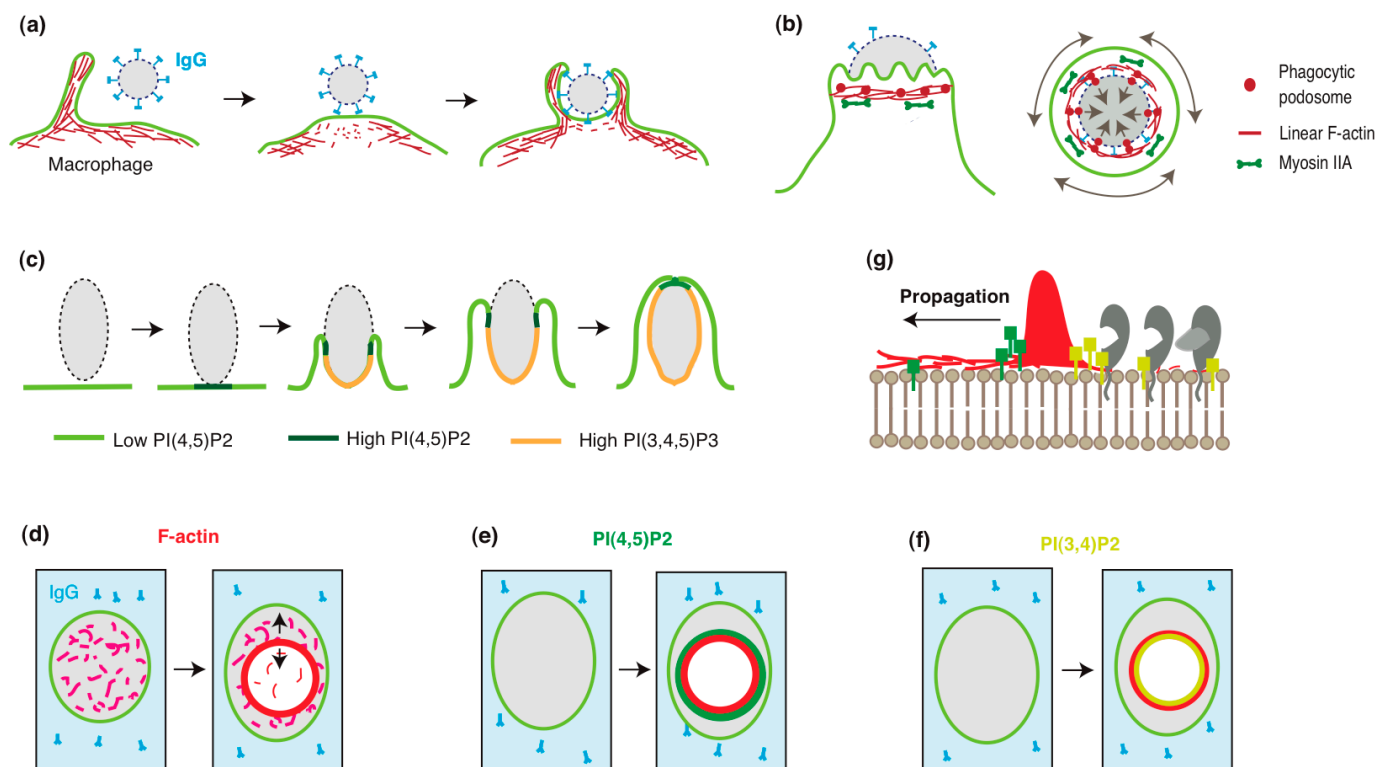 (a)
IgG
Macrophage
(b)
Phagocytic
podosome
Linear F-actin
Myosin IIA
(c)
Low PI(4,5)P2
High PI(4,5)P2
High PI(3,4,5)P3
(g)
Propagation
(d)
F-actin
IgG
(e)
PI(4,5)P2
(f)
PI(3,4)P2